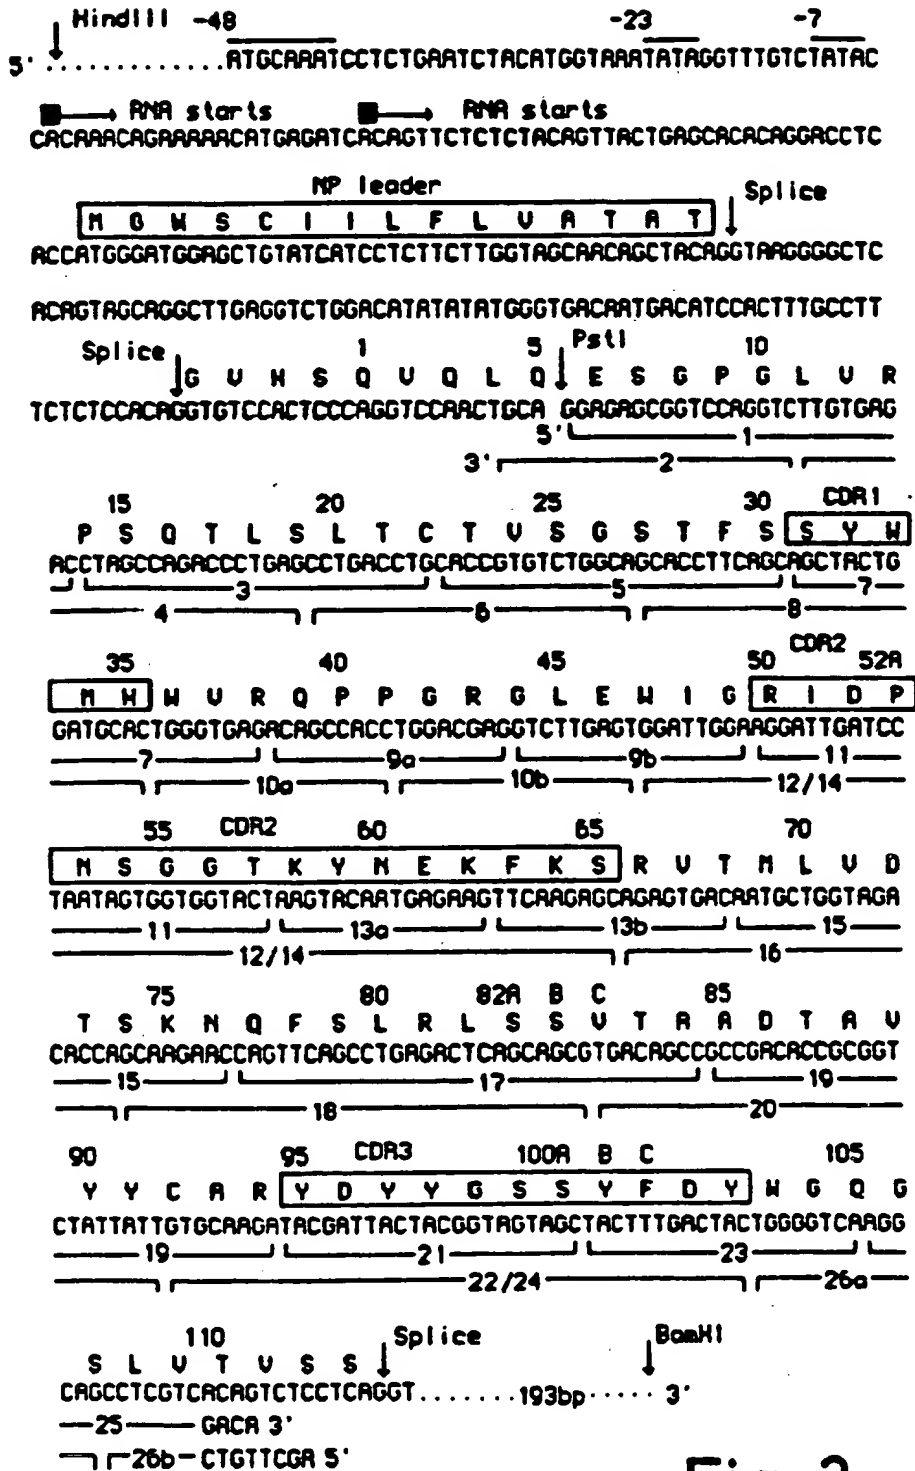 HindIII -48 -23 -7
5' ..............ATGCAAATCCTCTGAATCTACATGGTAAATATAGGTTTGTCTATAC
RNA starts RNA starts
CACAAACAGAAAAACATGAGATCACAGTTCTCTCTACAGTTACTGAGCACACAGGACCTC
NP leader Splice
M G W S C I I L F L V A T A T
ACCATGGGATGGAGCTGTATCATCCTCTTCTTGGTAGCAACAGCTACAGGTAAGGGGCTC
ACAGTAGCAGGCTTGAGGTCTGGACATATATATGGGTGACAATGACATCCACTTTGCCTT
Splice 1 5 PstI 10
G V H S Q V Q L Q E S G P G L V R
TCTCTCCACAGGTGTCCACTCCCAGGTCCAACTGCA GGAGAGCGGTCCAGGTCTTGTGAG
5' 1
3' 2
15 20 25 30 CDR1
P S Q T L S L T C T V S G S T F S S Y W
ACCTAGCCAGACCCTGAGCCTGACCTGCACCGTGTCTGGCAGCACCTTCAGCAGCTACTG
3 5 7
4 6 8
35 40 45 50 CDR2 52A
M H W V R Q P P G R G L E W I G R I D P
GATGCACTGGGTGAGACAGCCACCTGGACGAGGTCTTGAGTGGATTGGAAGGATTGATCC
7 9a 9b 11
10a 10b 12/14
55 CDR2 60 65 70
N S G G T K Y N E K F K S R V T M L V D
TAATAGTGGTGGTACTAAGTACAATGAGAAGTTCAAGAGCAGAGTGACAATGCTGGTAGA
11 13a 13b 15
12/14 16
75 80 82A B C 85
T S K N Q F S L R L S S V T A A D T A V
CACCAGCAAGAACCAGTTCAGCCTGAGACTCAGCAGCGTGACAGCCGCCGACACCGCGGT
15 17 19
18 20
90 95 CDR3 100A B C 105
Y Y C A R Y D Y Y G S S Y F D Y W G Q G
CTATTATTGTGCAAGATACGATTACTACGGTAGTAGCTACTTTGACTACTGGGGTCAAGG
19 21 23
22/24 26a
110 Splice BamHI
S L V T V S S
CAGCCTCGTCACAGTCTCCTCAGGT.......193bp..... 3'
25 GACA 3'
26b CTGTTCGA 5'